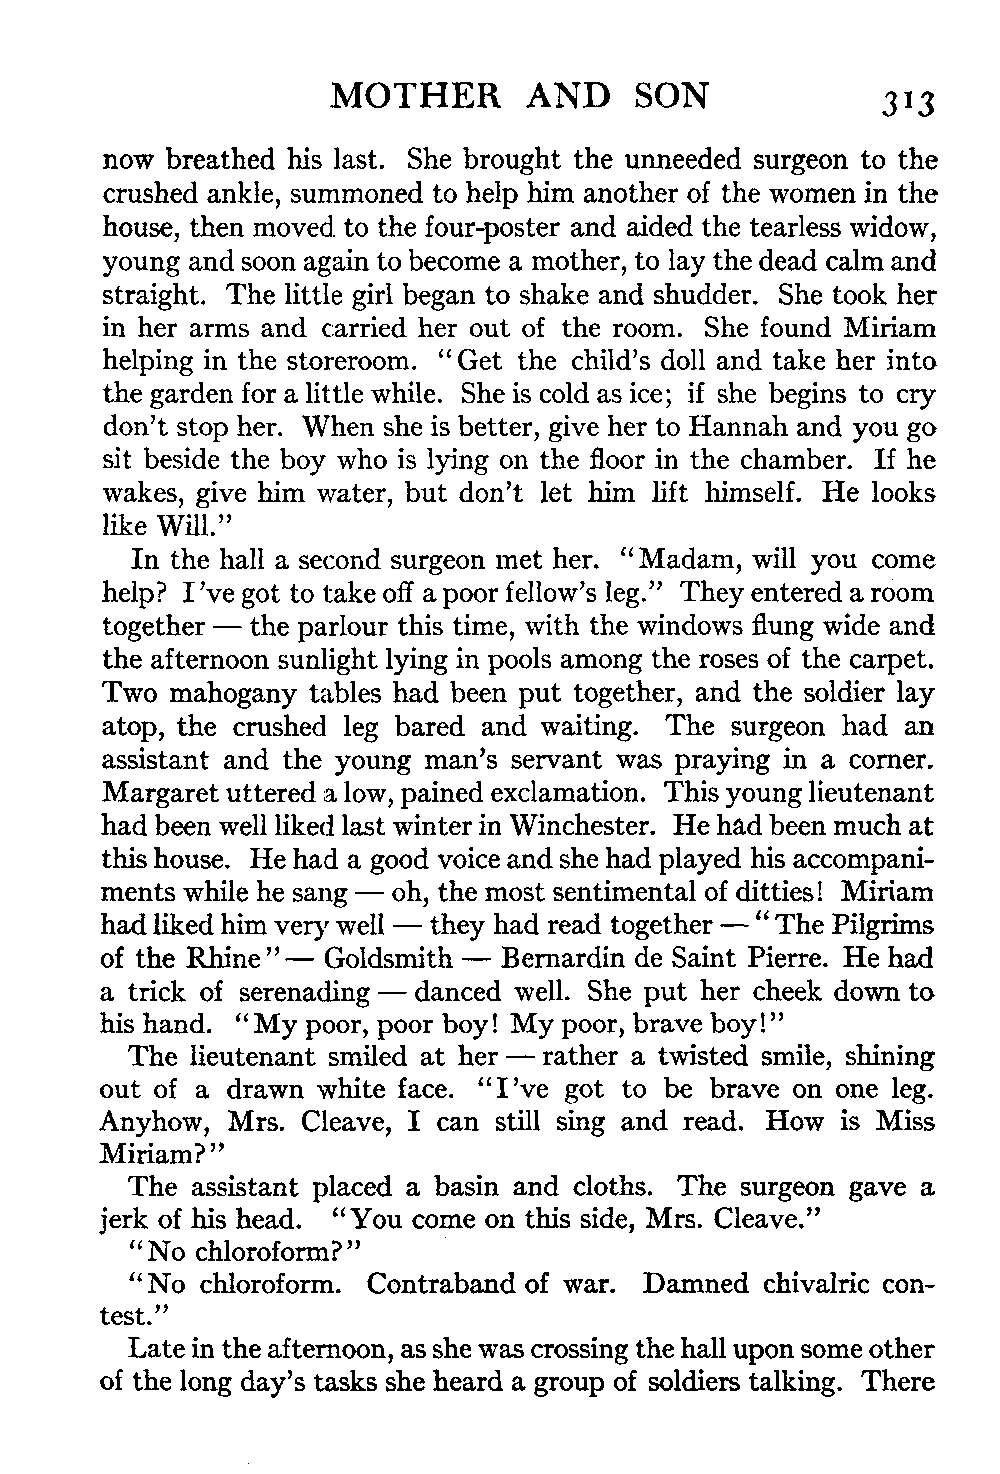 MOTHER AND SON 313
now breathed his last. She brought the unneeded surgeon to the
crushed ankle, summoned to help him another of the women in the
house, then moved to the four-poster and aided the tearless widow,
young and soon again to become a mother, to lay the dead calm and
straight. The little girl began to shake and shudder. She took her
in her arms and carried her out of the room. She found Miriam
helping in the storeroom. “Get the child's doll and take her into
the garden for a little while. She is cold as ice; if she begins to cry
don't stop her. When she is better, give her to Hannah and you go
sit beside the boy who is lying on the floor in the chamber. If he
wakes, give him water, but don't let him lift himself. He looks
like Will.”
In the hall a second surgeon met her. “Madam, will you come
help? I've got to take off a poor fellow's leg.” They entered a room
together — the parlour this time, with the windows flung wide and
the afternoon sunlight lying in pools among the roses of the carpet.
Two mahogany tables had been put together, and the soldier lay
atop, the crushed leg bared and waiting. The surgeon had an
assistant and the young man's servant was praying in a corner.
Margaret uttered a low, pained exclamation. This young lieutenant
had been well liked last winter in Winchester. He had been much at
this house. He had a good voice and she had played his accompani-
ments while he sang — oh, the most sentimental of ditties! Miriam
had liked him very well — they had read together — “The Pilgrims
of the Rhine” — Goldsmith — Bernardin de Saint Pierre. He had
a trick of serenading — danced well. She put her cheek down to
his hand. “My poor, poor boy! My poor, brave boy!”
The lieutenant smiled at her — rather a twisted smile, shining
out of a drawn white face. “I've got to be brave on one leg.
Anyhow, Mrs. Cleave, I can still sing and read. How is Miss
Miriam?”
The assistant placed a basin and cloths. The surgeon gave a
jerk of his head. “You come on this side, Mrs. Cleave.”
“No chloroform?”
“No chloroform. Contraband of war. Damned chivalric con-
test.”
Late in the afternoon, as she was crossing the hall upon some other
of the long day's tasks she heard a group of soldiers talking. There